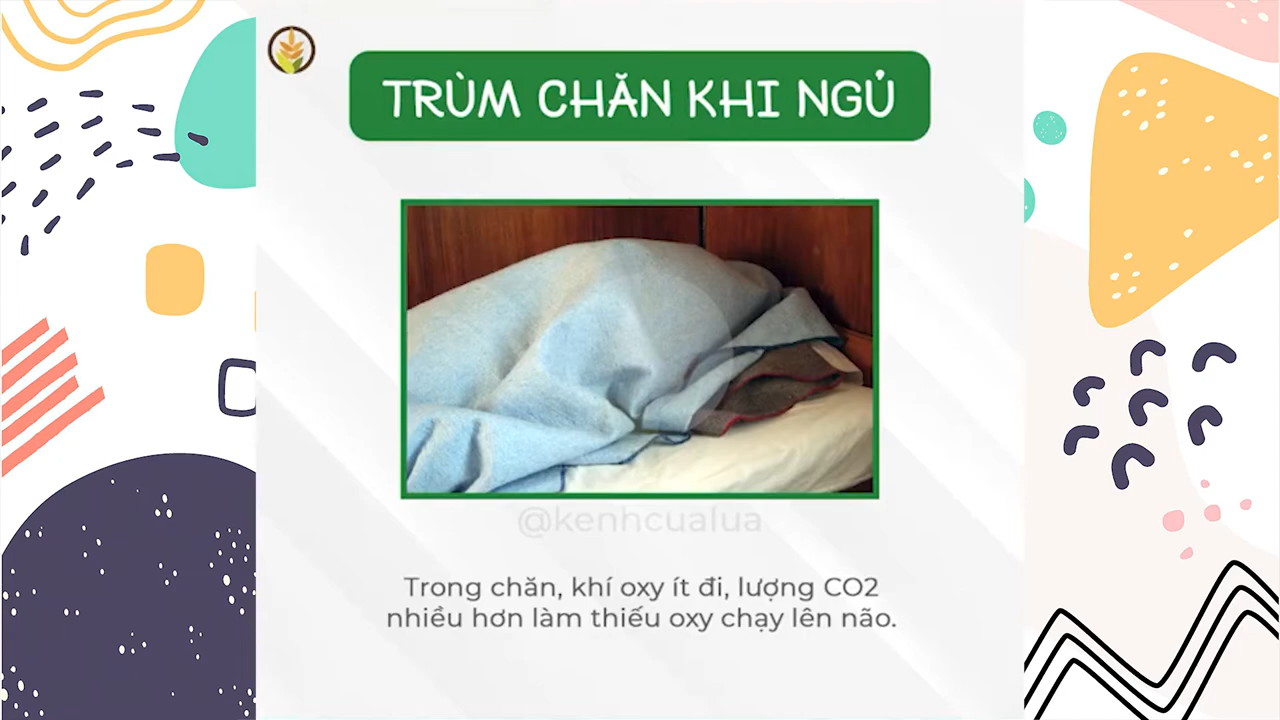 TRÙM CHĂN KHI NGỦ
@kenhcualua
Trong chăn, khí oxy ít đi, lượng CO2
nhiều hơn làm thiếu oxy chạy lên não.